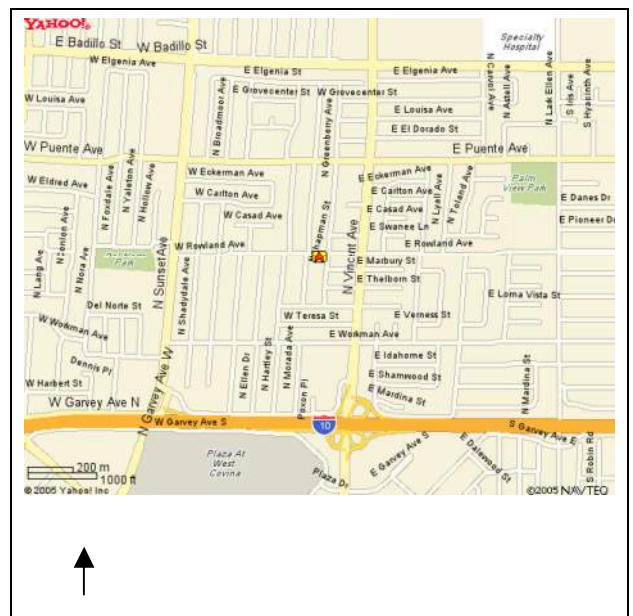 YAHOO!
E Badillo St W Badillo St
Specialty
Hospital
W Elgenia Ave
E Elgenia St
E Elgenia Ave
E Grovecenter St W Grovecenter St
W Louisa Ave
E Louisa Ave
E El Dorado St
N Broadmoor Ave
N Greenberry Ave
N Astell Ave
N Lark Ellen Ave
S Iris Ave
S Hyacinth Ave
W Puente Ave
E Puente Ave
W Eckerman Ave
E Eckerman Ave
W Eldred Ave
W Carlton Ave
E Carlton Ave
W Casad Ave
E Casad Ave
E Swanee Ln
N Foxdale Ave
N Yaleton Ave
N Hollow Ave
N Lyall Ave
N Toland Ave
Palm
View Park
E Danes Dr
E Pioneer Dr
W Rowland Ave
E Rowland Ave
Chapman St
N Vincent Ave
N Sunset Ave
N Shadydale Ave
Park
N Lang Ave
N Nora Ave
E Marbury St
E Thelborn St
E Loma Vista St
Del Norte St
W Teresa St
E Verness St
W Workman Ave
E Workman Ave
N Ellen Dr
N Hartley St
N Morada Ave
Poxon Pl
E Idahome St
E Shamwood St
E Mardina St
N Mardina St
Dennis Pl
W Harbert St
W Garvey Ave N
N Garvey Ave W
W Garvey Ave S
10
S Garvey Ave E
E Garvey Ave S
E Dalewood St
S Robin Rd
Plaza At
West
Covina
Plaza Dr
200 m
1000 ft
©2005 Yahoo! Inc
©2005 NAVTEQ